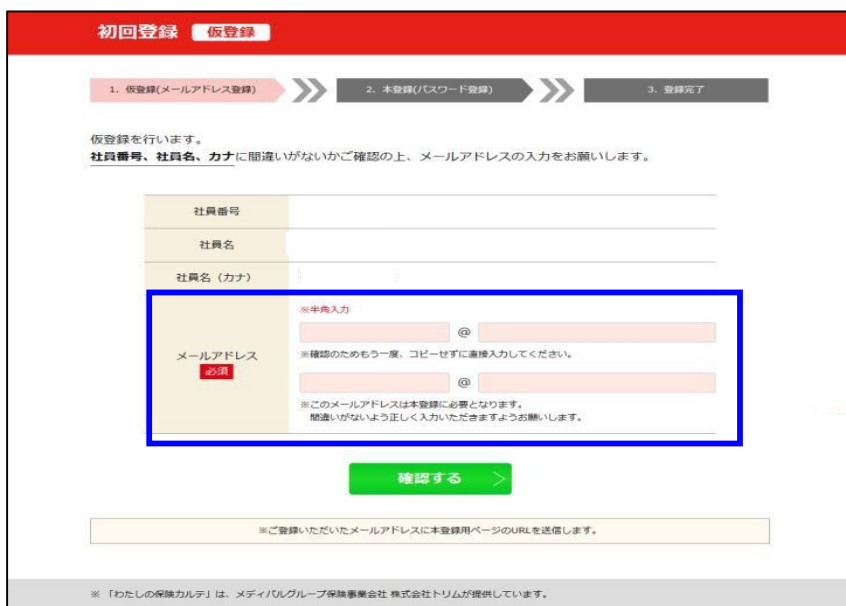 初回登録 仮登録
1. 仮登録(メールアドレス登録) 2. 本登録(パスワード登録) 3. 登録完了
仮登録を行います。
社員番号、社員名、カナに間違いがないかご確認の上、メールアドレスの入力をお願いします。
社員番号
社員名
社員名（カナ）
※半角入力
@
メールアドレス
必須
※確認のためもう一度、コピーせずに直接入力してください。
@
※このメールアドレスは本登録に必要となります。
間違いがないよう正しく入力いただきますようお願いします。
確認する
※ご登録いただいたメールアドレスに本登録用ページのURLを送信します。
※ 「わたしの保険カルテ」は、メディパルグループ保険事業会社 株式会社トリムが提供しています。